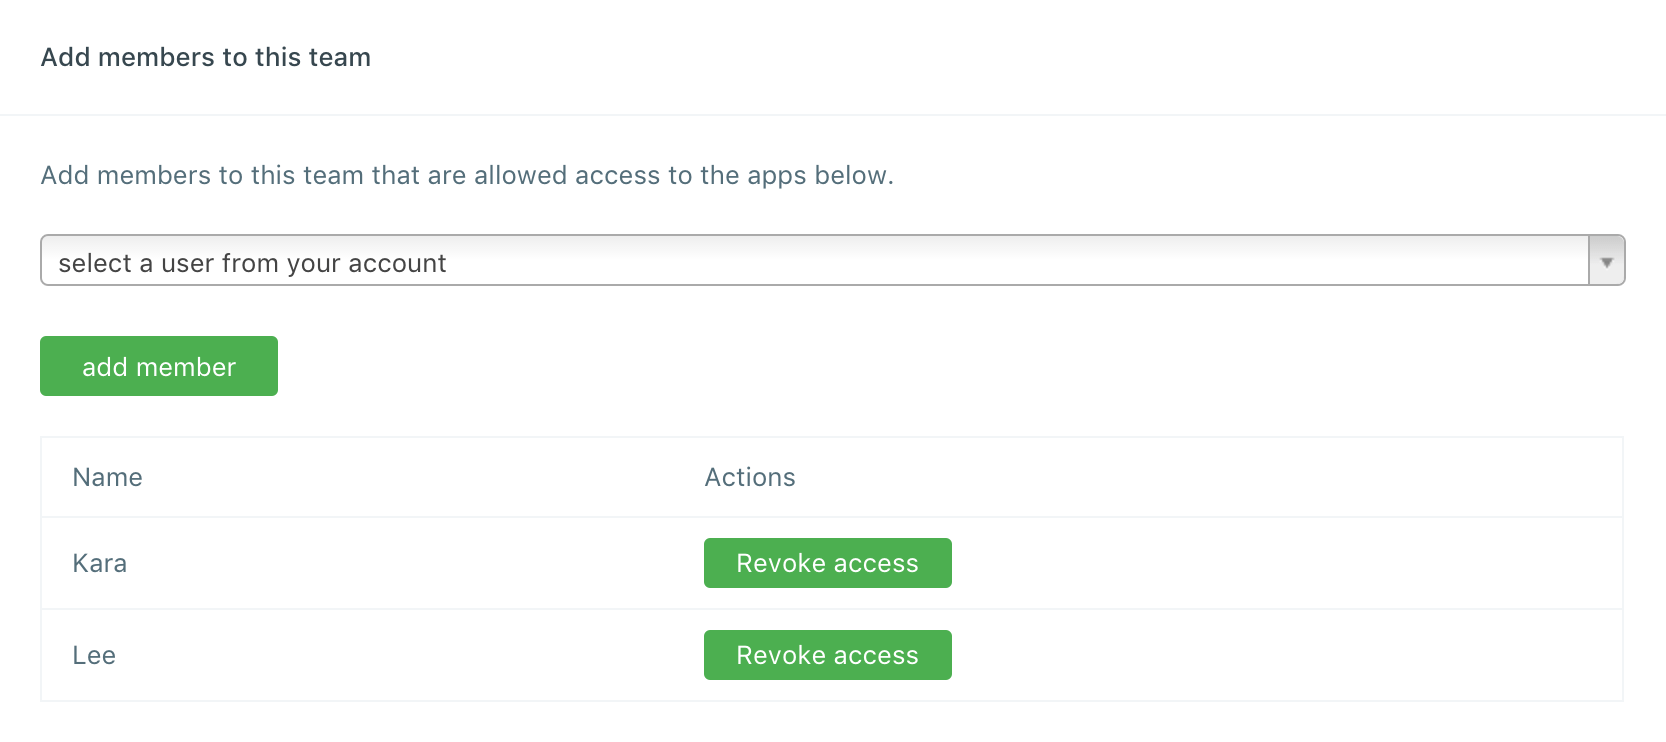 Add members to this team
Add members to this team that are allowed access to the apps below.
select a user from your account
add member
Name Actions
Kara Revoke access
Lee Revoke access